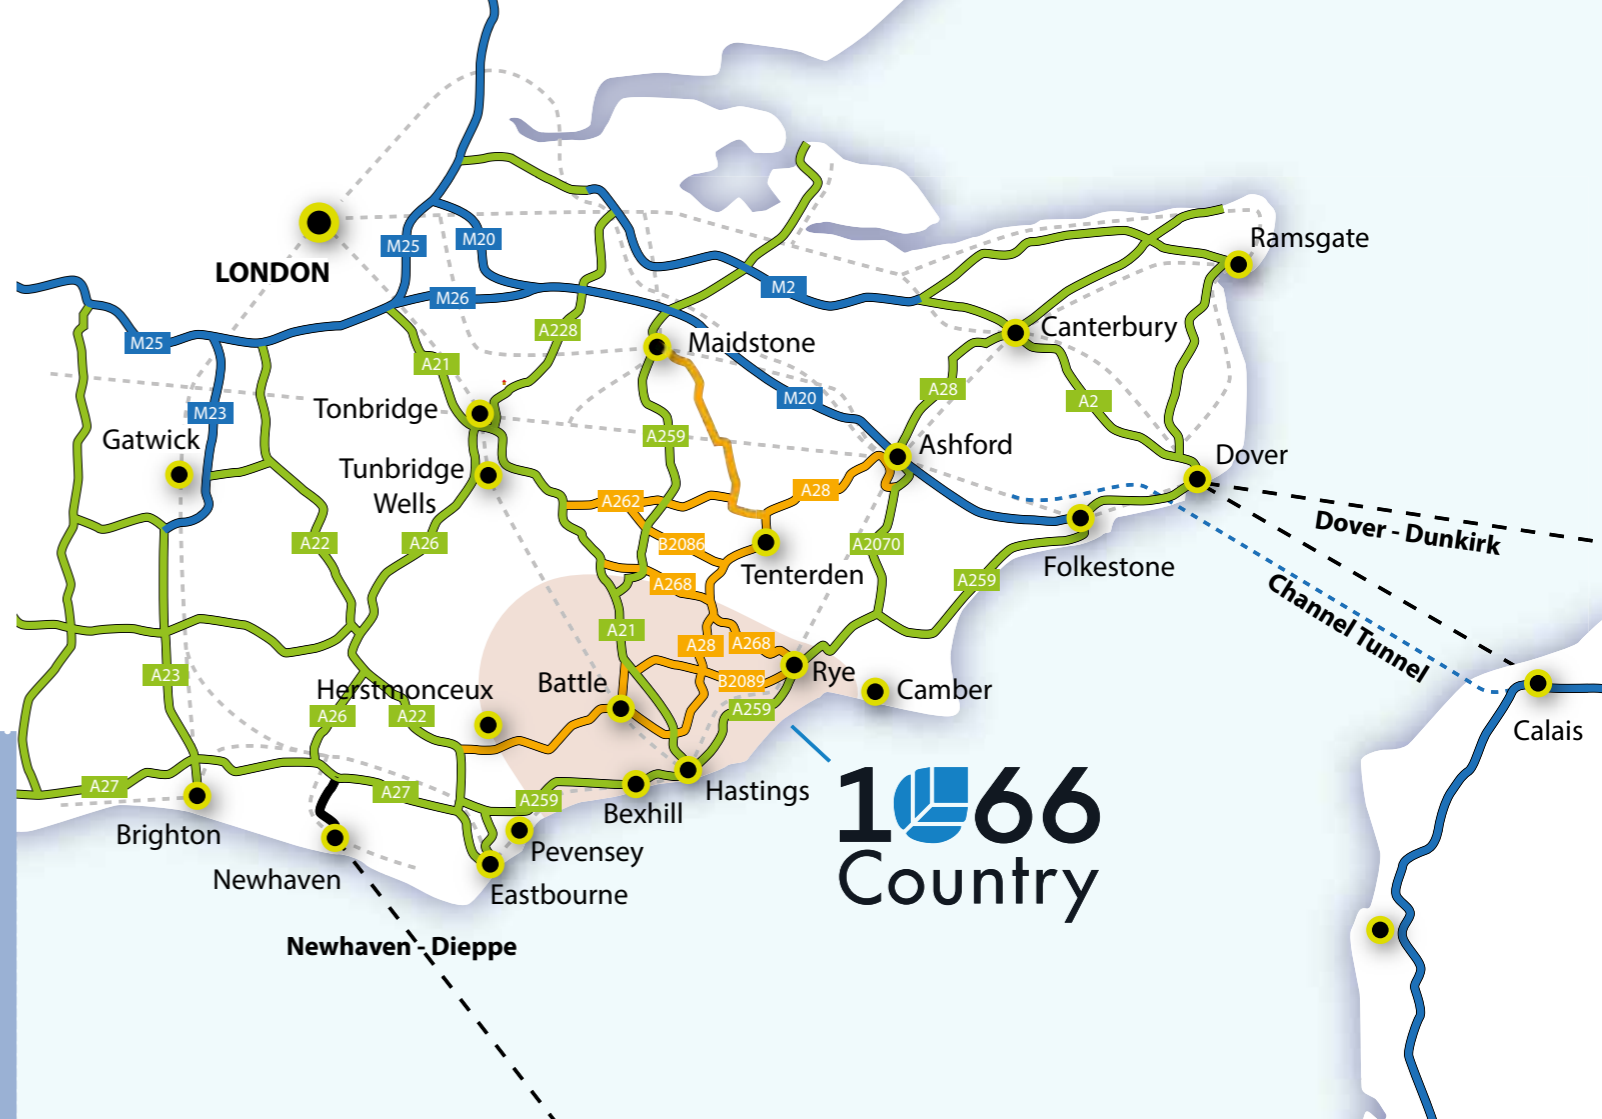 Ramsgate
M25
M20
LONDON
M2
M26
A228
Canterbury
M25
Maidstone
A21
A28
M20
A2
Tonbridge
M23
Gatwick
A259
Ashford
Dover
Tunbridge
Wells
A28
A262
Dover - Dunkirk
A22
A26
B2086
A2070
Tenterden
Folkestone
A268
A259
Channel Tunnel
A21
A28
A268
A23
Rye
Battle
B2089
Herstmonceux
Camber
A26
A22
A259
Calais
A27
A27
A259
Hastings
Bexhill
1066
Country
Brighton
Pevensey
Newhaven
Eastbourne
Newhaven - Dieppe